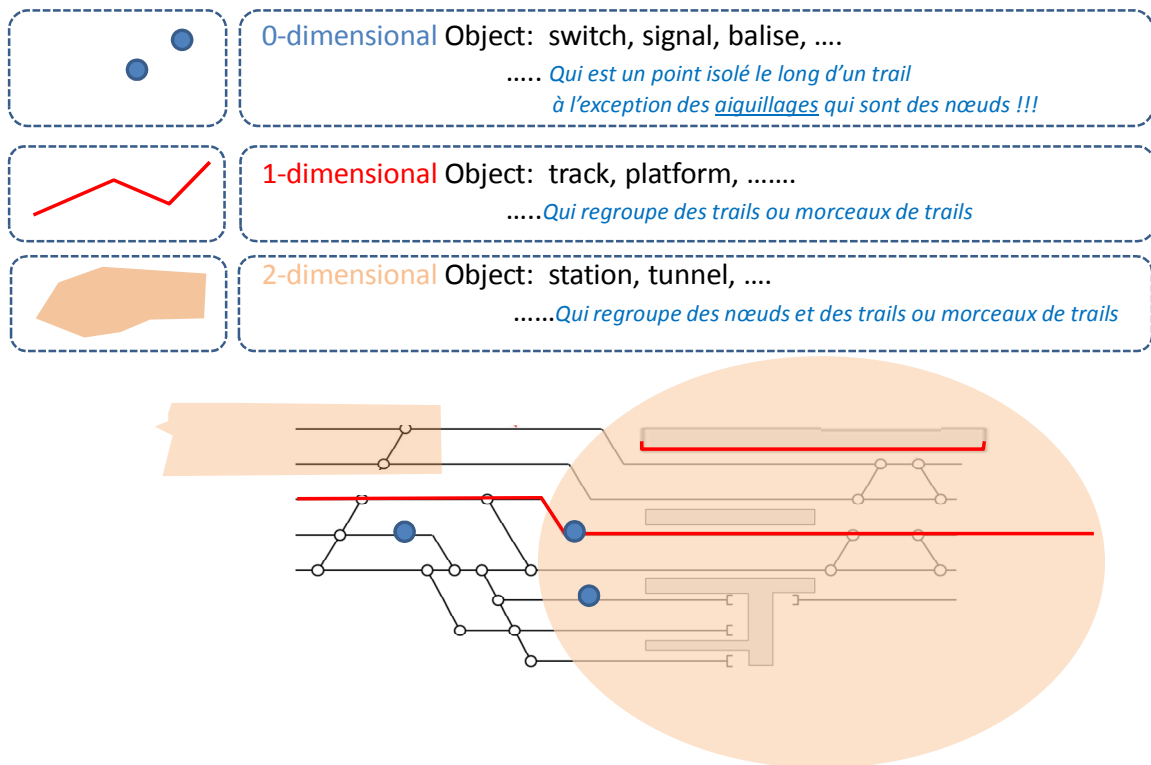 0-dimensional Object: switch, signal, balise, ….
….. Qui est un point isolé le long d’un trail
à l’exception des aiguillages qui sont des nœuds !!!
1-dimensional Object: track, platform, …….
…..Qui regroupe des trails ou morceaux de trails
2-dimensional Object: station, tunnel, ….
……Qui regroupe des nœuds et des trails ou morceaux de trails